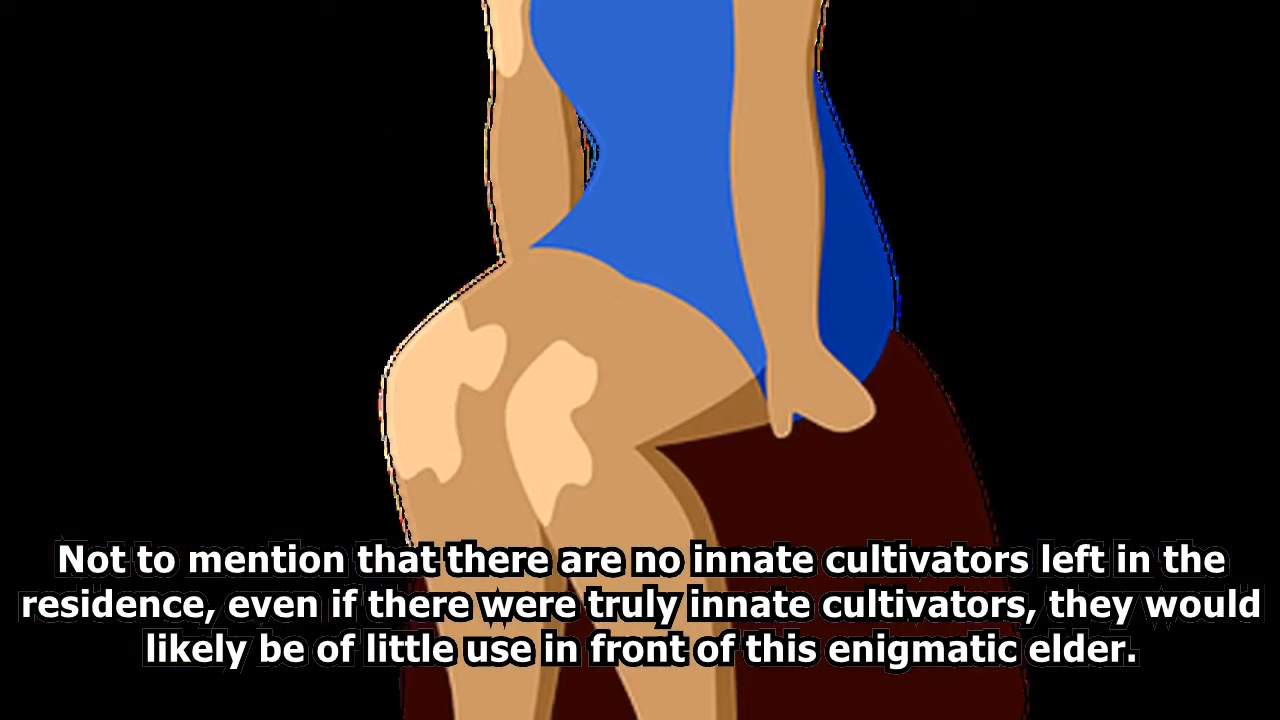 Not to mention that there are no innate cultivators left in the
residence, even if there were truly innate cultivators, they would
likely be of little use in front of this enigmatic elder.